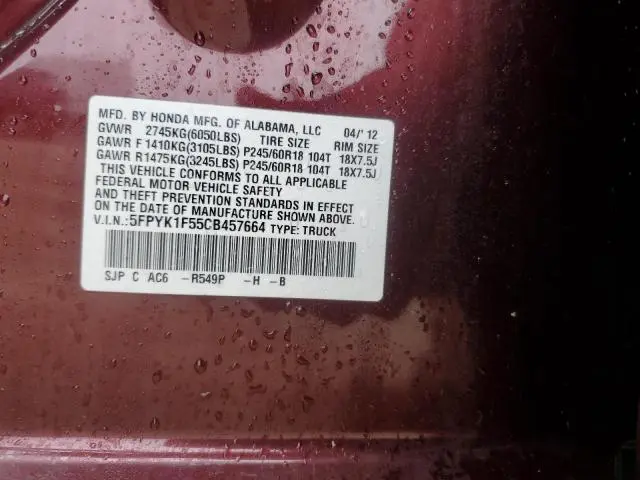 MFD. BY HONDA MFG. OF ALABAMA, LLC 04/'12
GVWR 2745KG(6050LBS) TIRE SIZE RIM SIZE
GAWR F 1410KG(3105LBS) P245/60R18 104T 18X7.5J
GAWR R1475KG(3245LBS) P245/60R18 104T 18X7.5J
THIS VEHICLE CONFORMS TO ALL APPLICABLE
FEDERAL MOTOR VEHICLE SAFETY
AND THEFT PREVENTION STANDARDS IN EFFECT
ON THE DATE OF MANUFACTURE SHOWN ABOVE.
V.I.N.:5FPYK1F55CB457664 TYPE: TRUCK
SJP C AC6 -R549P -H -B